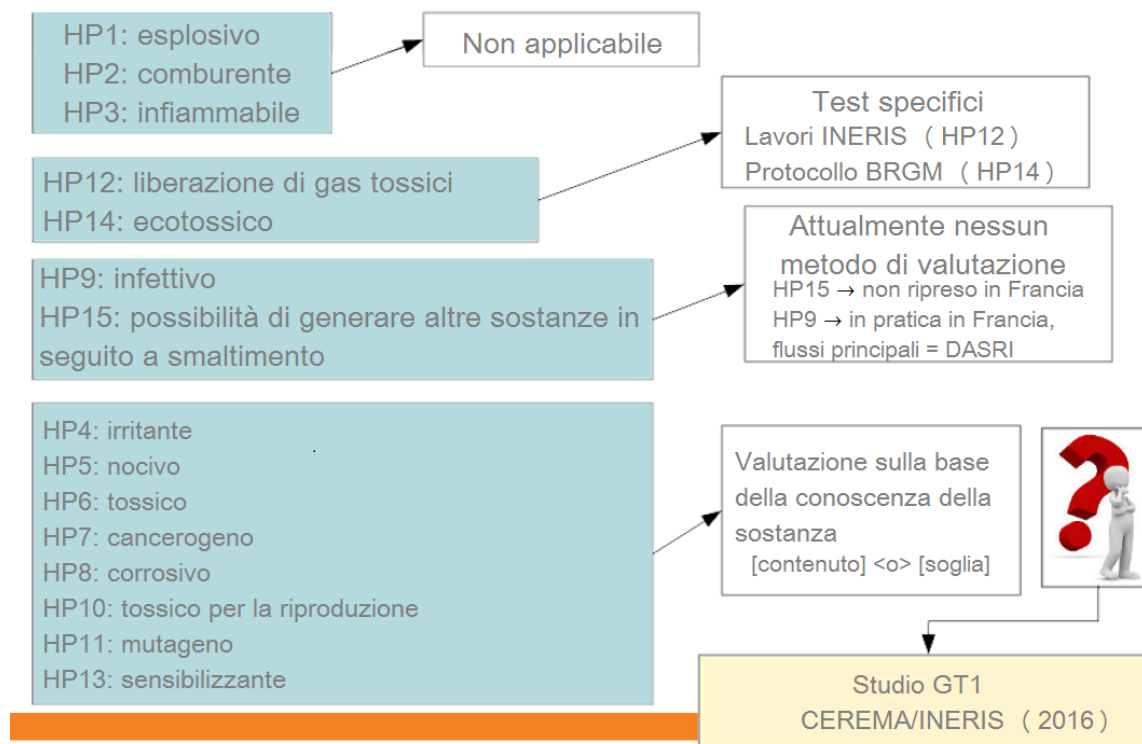 HP1: esplosivo
HP2: comburente
HP3: infiammabile
Non applicabile
HP12: liberazione di gas tossici
HP14: ecotossico
Test specifici
Lavori INERIS ( HP12 )
Protocollo BRGM ( HP14 )
HP9: infettivo
HP15: possibilità di generare altre sostanze in
seguito a smaltimento
Attualmente nessun
metodo di valutazione
HP15 → non ripreso in Francia
HP9 → in pratica in Francia,
flussi principali = DASRI
HP4: irritante
HP5: nocivo
HP6: tossico
HP7: cancerogeno
HP8: corrosivo
HP10: tossico per la riproduzione
HP11: mutageno
HP13: sensibilizzante
Valutazione sulla base
della conoscenza della
sostanza
[contenuto] <o> [soglia]
?
Studio GT1
CEREMA/INERIS ( 2016 )